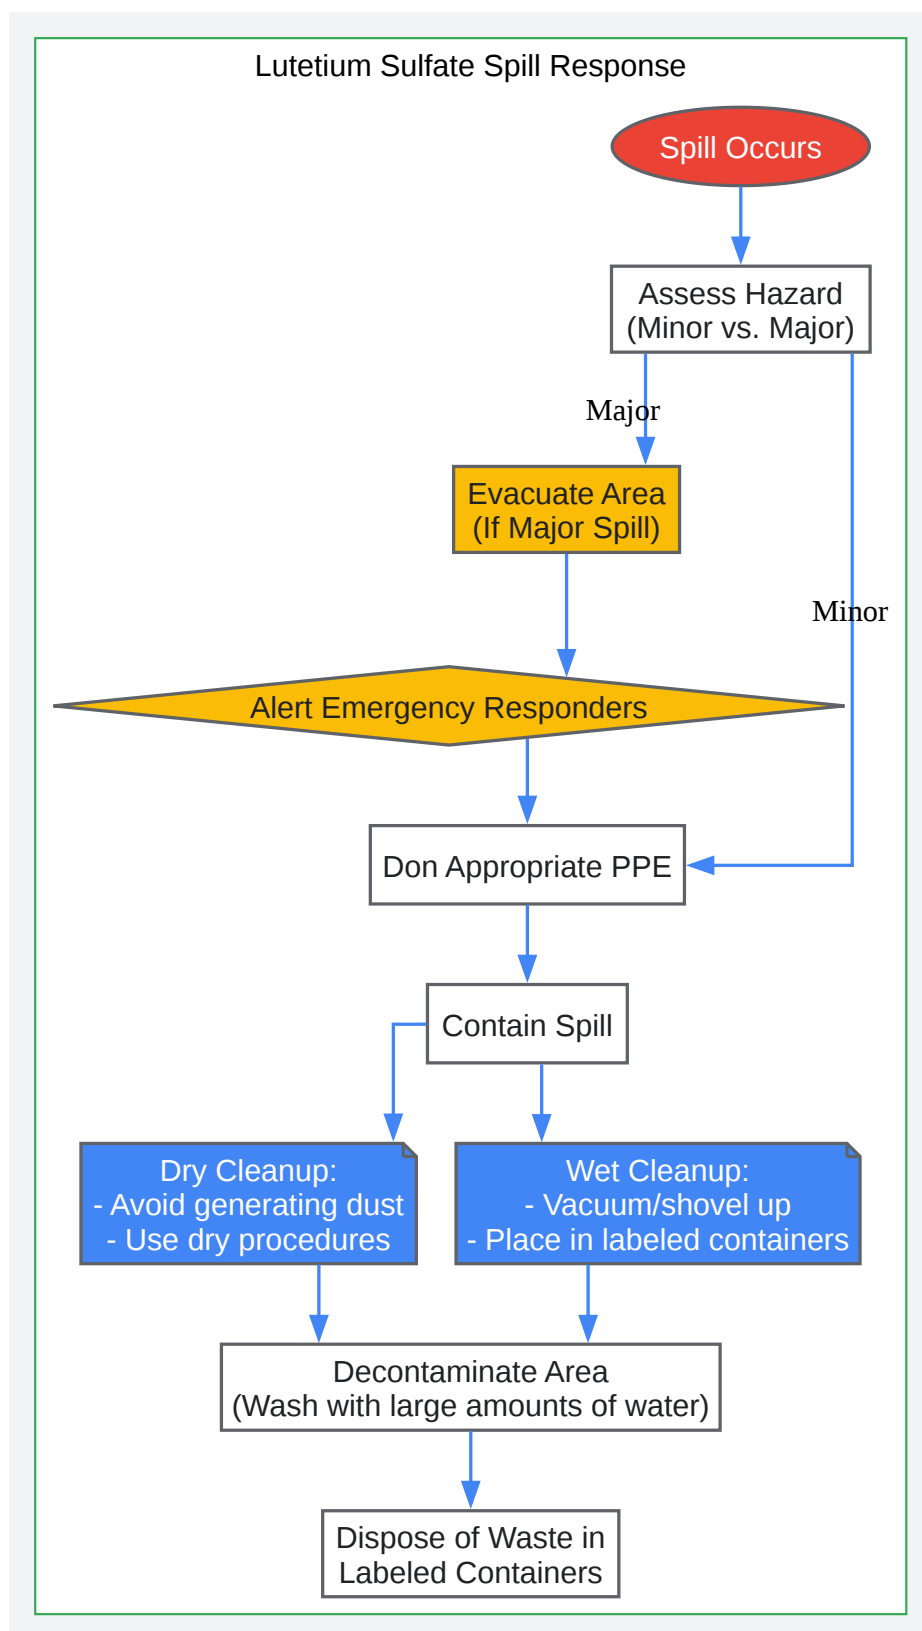 Lutetium Sulfate Spill Response
Spill Occurs
Assess Hazard
(Minor vs. Major)
Major
Evacuate Area
(If Major Spill)
Minor
Alert Emergency Responders
Don Appropriate PPE
Contain Spill
Dry Cleanup:
- Avoid generating dust
- Use dry procedures
Wet Cleanup:
- Vacuum/shovel up
- Place in labeled containers
Decontaminate Area
(Wash with large amounts of water)
Dispose of Waste in
Labeled Containers